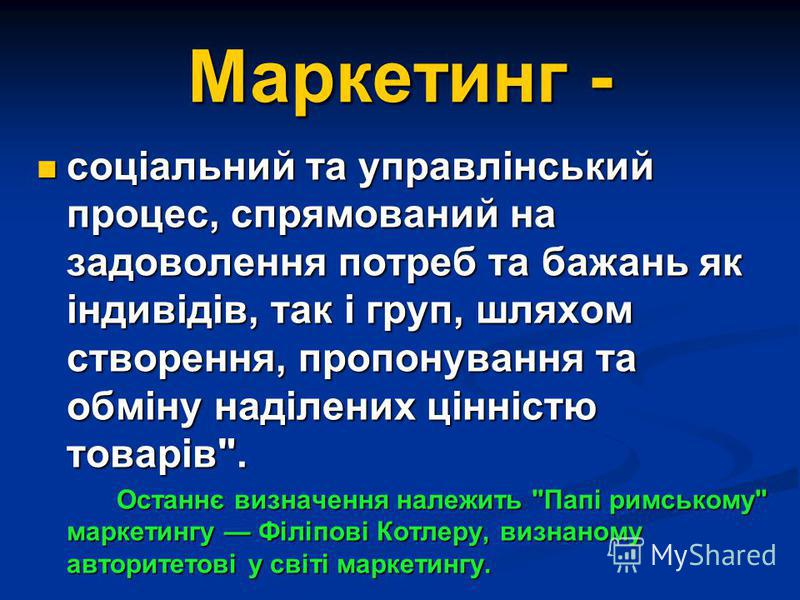 Маркетинг -
соціальний та управлінський
процес, спрямований на
задоволення потреб та бажань як
індивідів, так і груп, шляхом
створення, пропонування та
обміну наділених цінністю
товарів".
Останнє визначення належить "Папі римському"
маркетингу — Філіпові Котлеру, визнаному
авторитетові у світі маркетингу.
MyShared